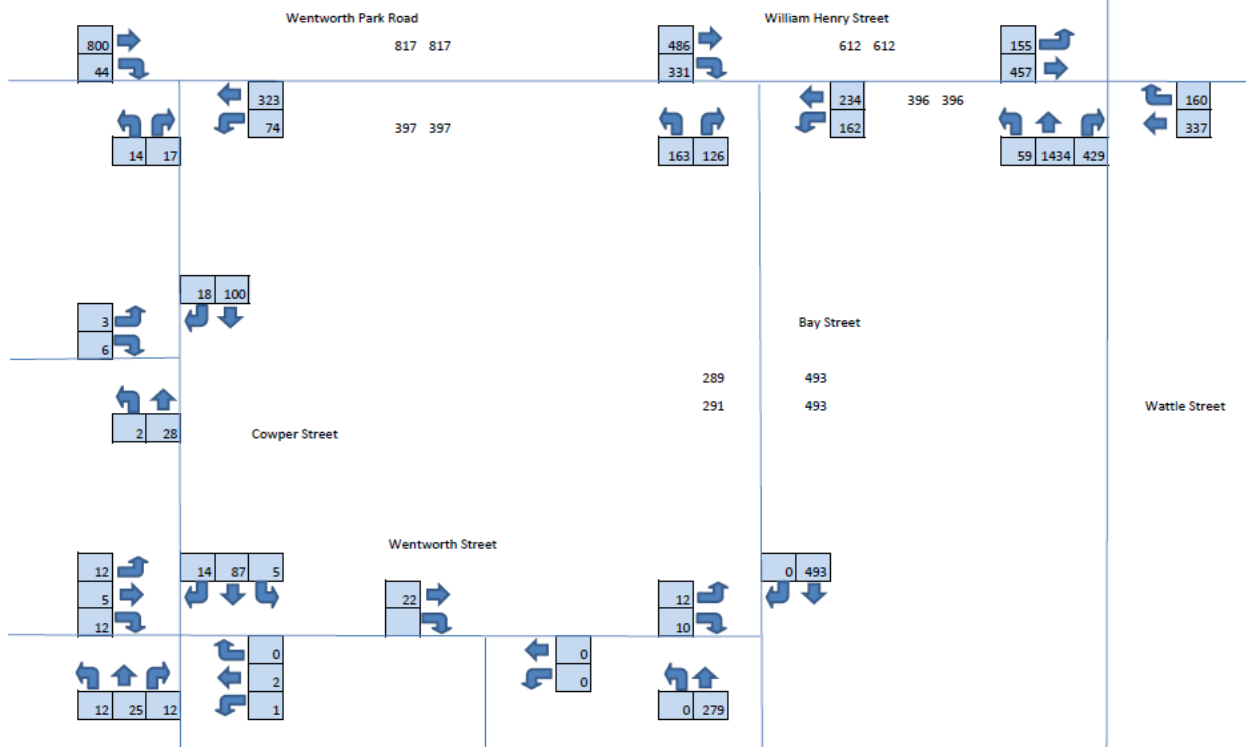 Wentworth Park Road William Henry Street
800 817 817 486 612 612 155
44 331 457
323 234 396 396 160
74 397 397 162 337
14 17 163 126 59 1434 429
18 100
3 Bay Street
6
289 493
291 493 Wattle Street
2 28 Cowper Street
Wentworth Street
12 14 87 5 0 493
5 22 12
12 10
0 0
2 0
12 25 12 1 0 279